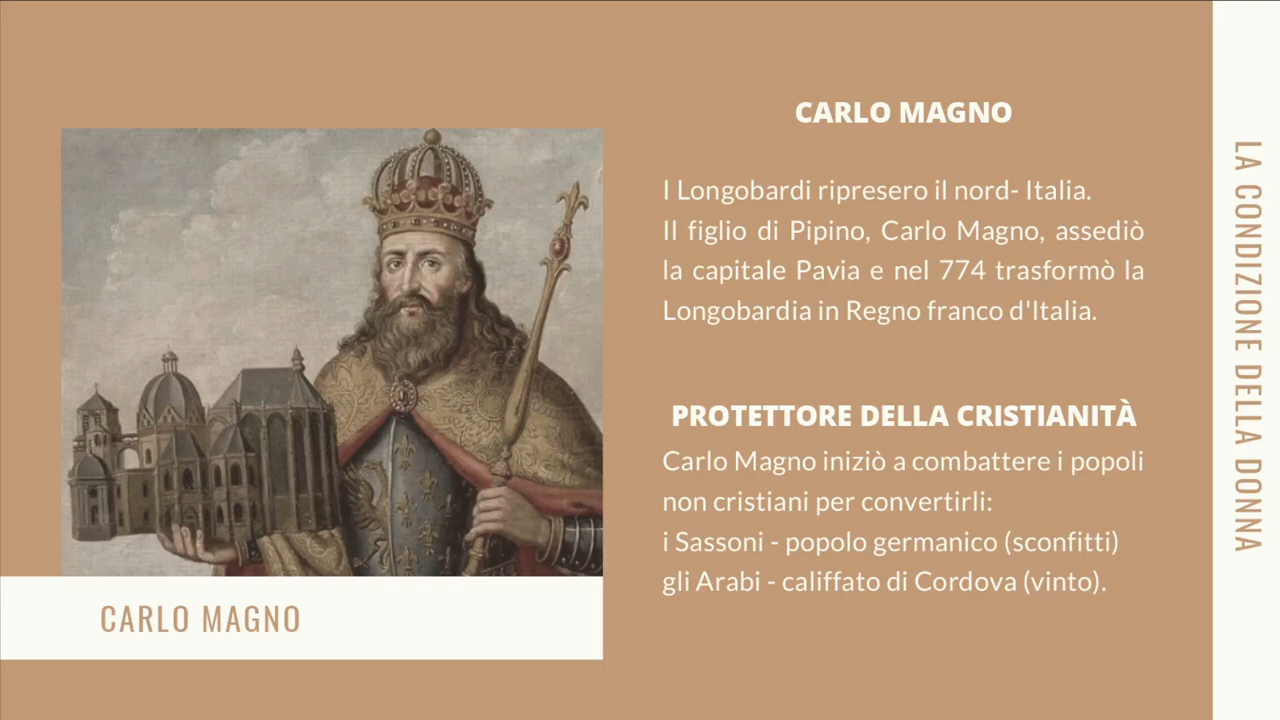 CARLO MAGNO
I Longobardi ripresero il nord- Italia.
Il figlio di Pipino, Carlo Magno, assediò
la capitale Pavia e nel 774 trasformò la
Longobardia in Regno franco d'Italia.
PROTETTORE DELLA CRISTIANITÀ
Carlo Magno iniziò a combattere i popoli
non cristiani per convertirli:
i Sassoni - popolo germanico (sconfitti)
gli Arabi - califfato di Cordova (vinto).
CARLO MAGNO
LA CONDIZIONE DELLA DONNA